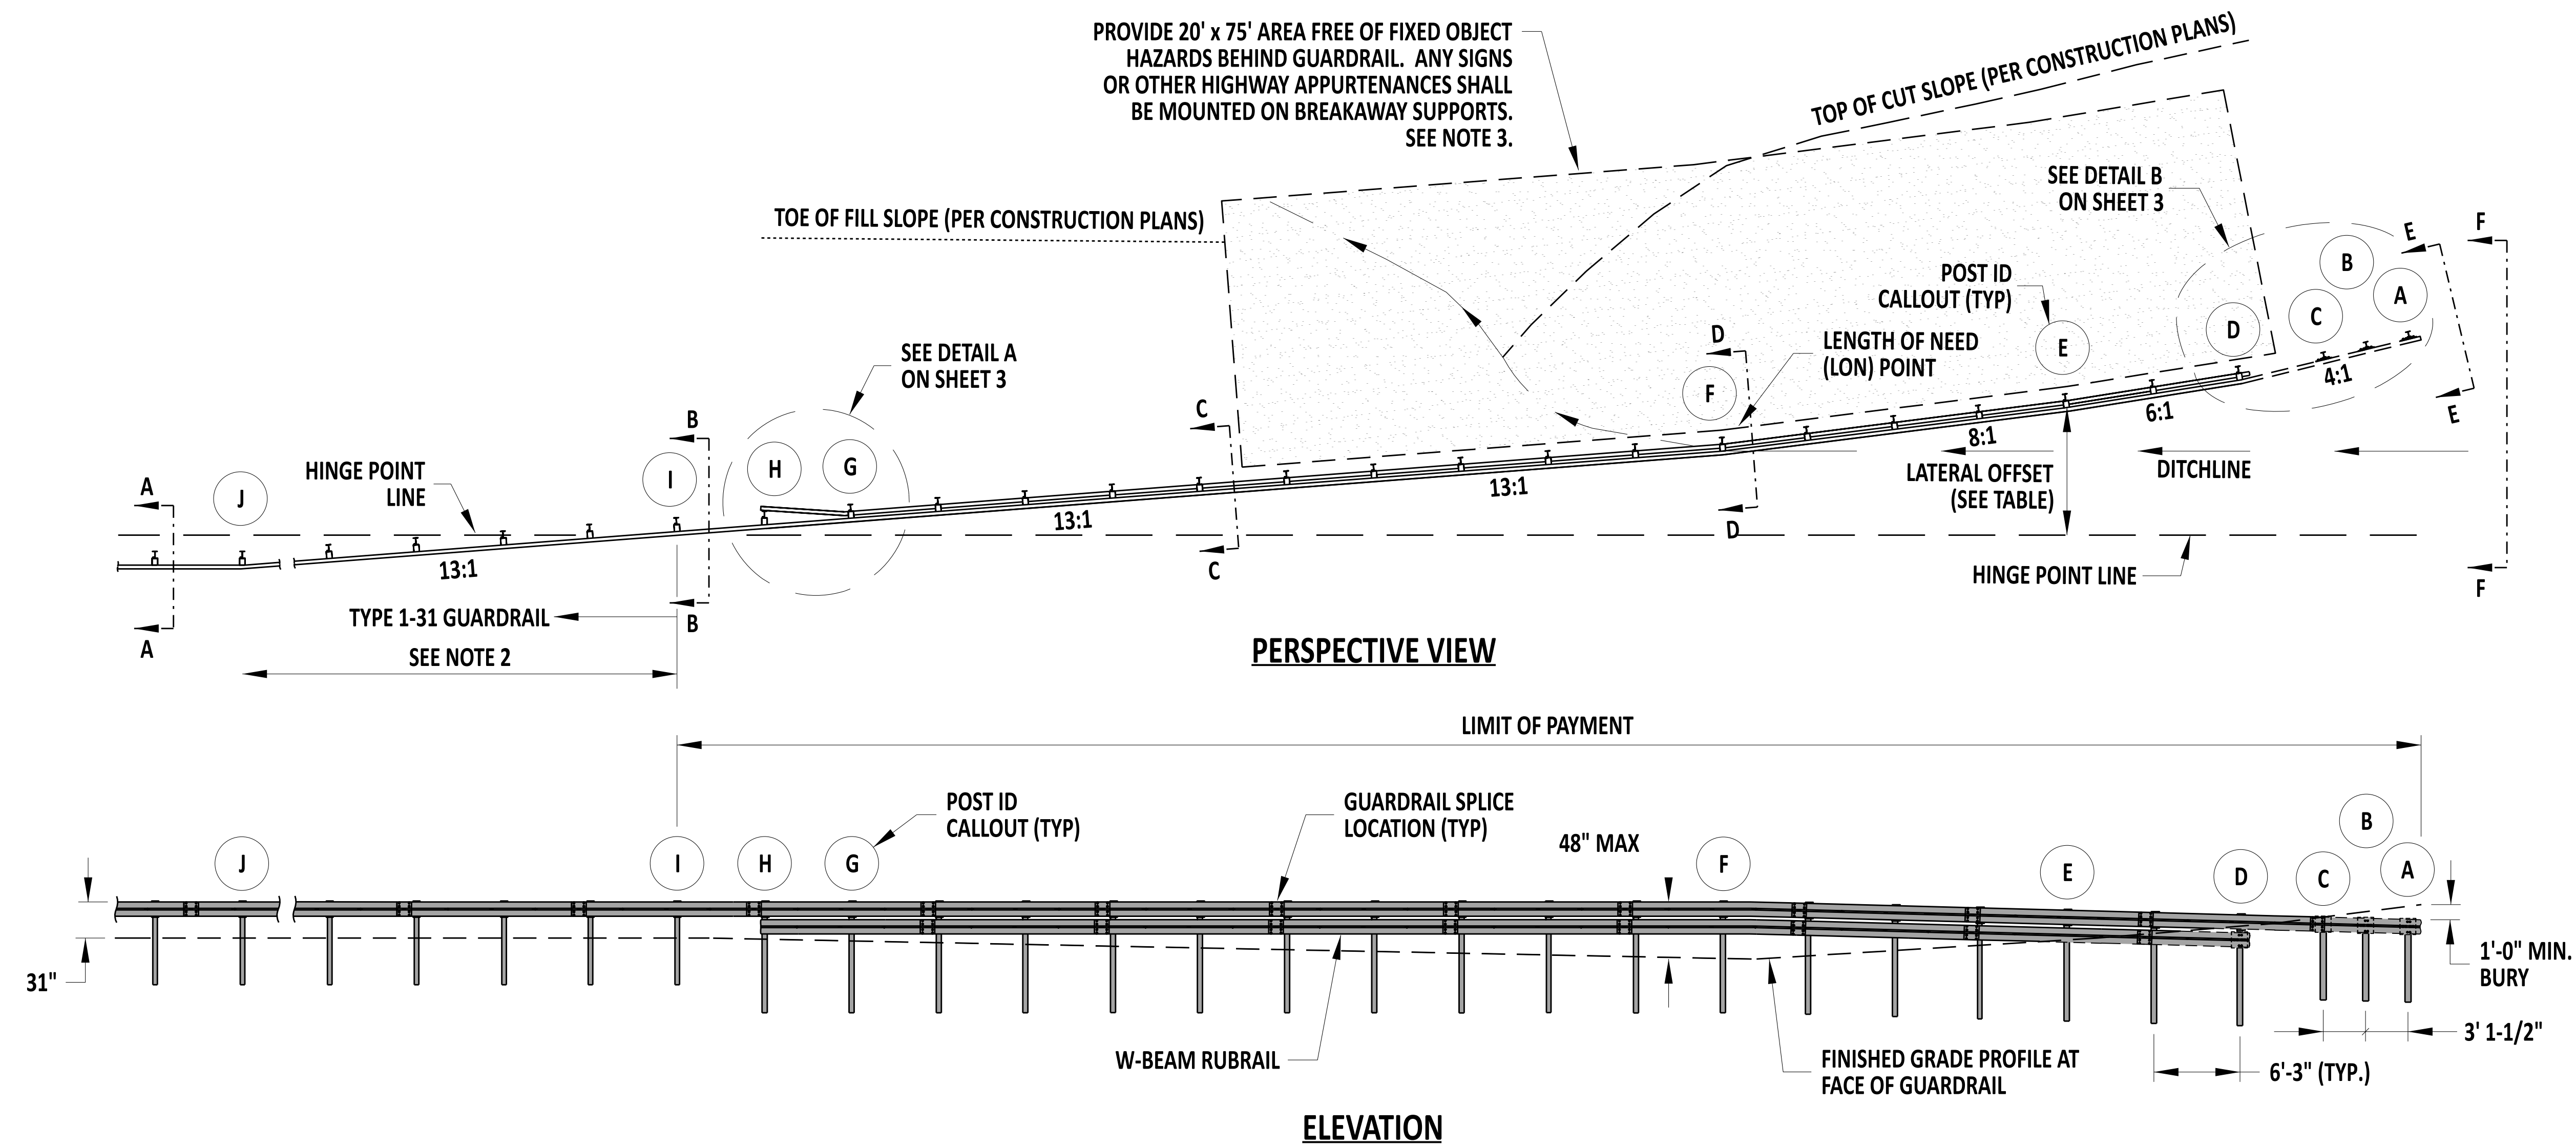 PROVIDE 20' x 75' AREA FREE OF FIXED OBJECT
HAZARDS BEHIND GUARDRAIL.  ANY SIGNS
OR OTHER HIGHWAY APPURTENANCES SHALL
BE MOUNTED ON BREAKAWAY SUPPORTS.
SEE NOTE 3.
TOP OF CUT SLOPE (PER CONSTRUCTION PLANS)
TOE OF FILL SLOPE (PER CONSTRUCTION PLANS)
SEE DETAIL B
ON SHEET 3
POST ID
CALLOUT (TYP)
LENGTH OF NEED
(LON) POINT
SEE DETAIL A
ON SHEET 3
HINGE POINT
LINE
A
A
J
I
B
B
H
G
C
C
F
D
D
E
D
C
B
A
E
E
F
F
13:1
13:1
13:1
8:1
6:1
4:1
LATERAL OFFSET
(SEE TABLE)
DITCHLINE
HINGE POINT LINE
TYPE 1-31 GUARDRAIL
SEE NOTE 2
PERSPECTIVE VIEW
LIMIT OF PAYMENT
POST ID
CALLOUT (TYP)
GUARDRAIL SPLICE
LOCATION (TYP)
48" MAX
J
I
H
G
F
E
D
C
B
A
31"
1'-0" MIN.
BURY
3' 1-1/2"
6'-3" (TYP.)
W-BEAM RUBRAIL
FINISHED GRADE PROFILE AT
FACE OF GUARDRAIL
ELEVATION